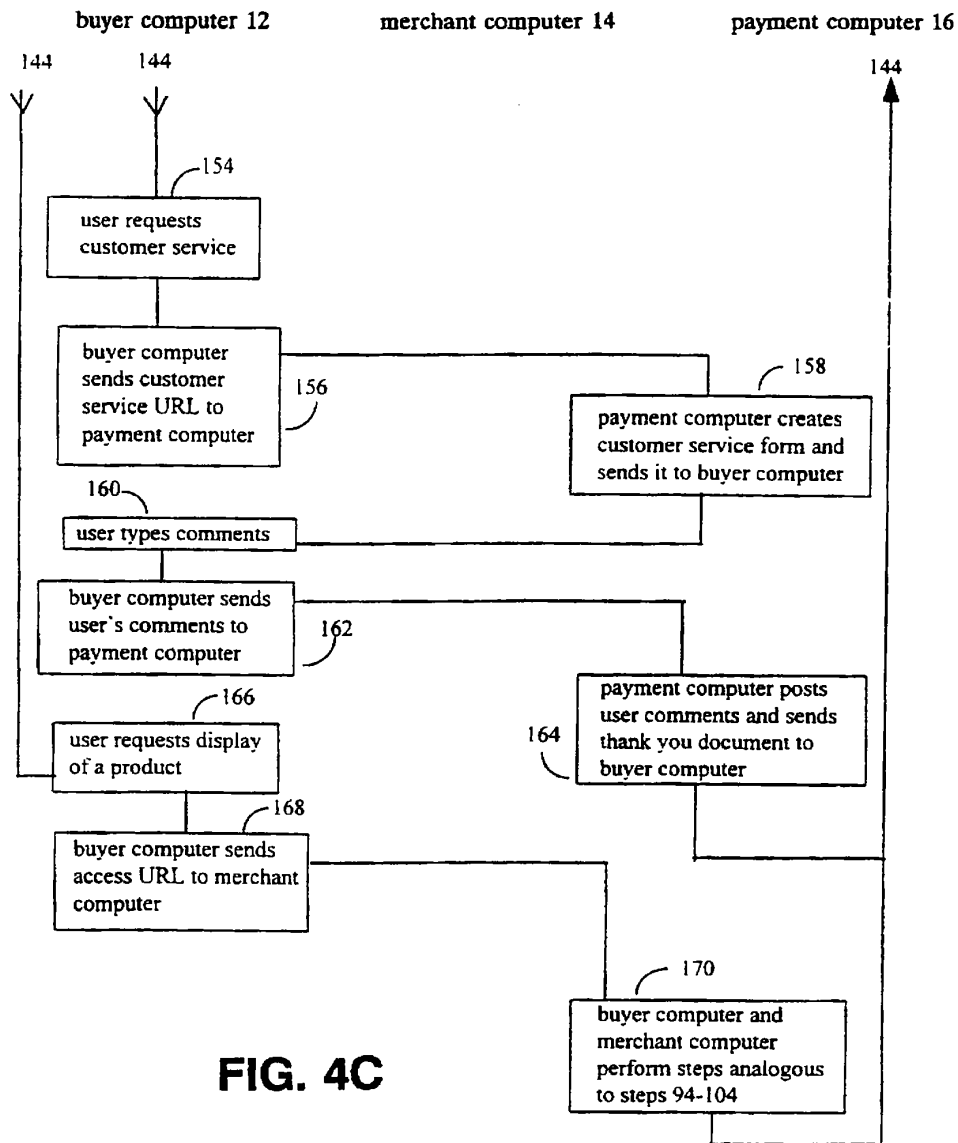 buyer computer 12
merchant computer 14
payment computer 16
144
144
144
154
user requests
customer service
buyer computer
sends customer
service URL to
payment computer
156
158
payment computer creates
customer service form and
sends it to buyer computer
160
user types comments
buyer computer sends
user's comments to
payment computer
162
payment computer posts
user comments and sends
thank you document to
buyer computer
164
166
user requests display
of a product
168
buyer computer sends
access URL to merchant
computer
170
buyer computer and
merchant computer
perform steps analogous
to steps 94-104
FIG. 4C